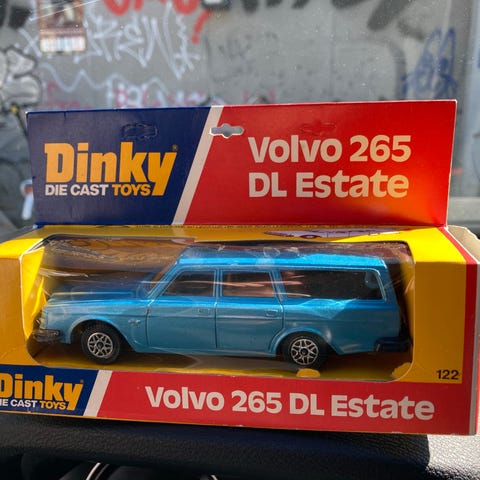 Dinky
DIE CAST TOYS
Volvo 265
DL Estate
122
Dinky
DIE CAST TOYS
Volvo 265 DL Estate